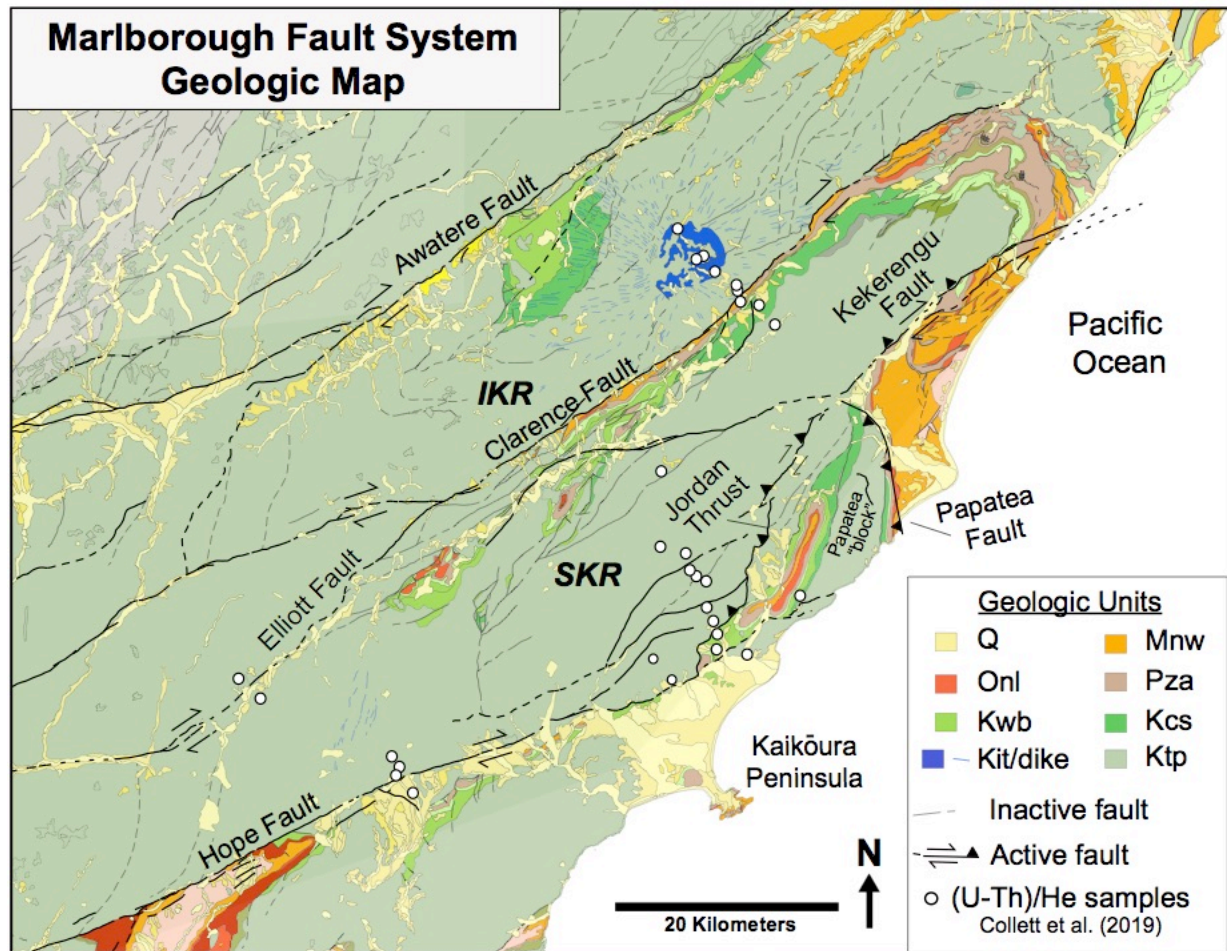 Marlborough Fault System
Geologic Map
Awatere Fault
Kekerengu
Fault
Pacific
Ocean
IKR
Clarence Fault
Jordan
Thrust
Papatea
"block"
Papatea
Fault
SKR
Elliott Fault
Kaikōura
Peninsula
Hope Fault
N
20 Kilometers
Geologic Units
Q
Mnw
Onl
Pza
Kwb
Kcs
Kit/dike
Ktp
Inactive fault
Active fault
(U-Th)/He samples
Collett et al. (2019)